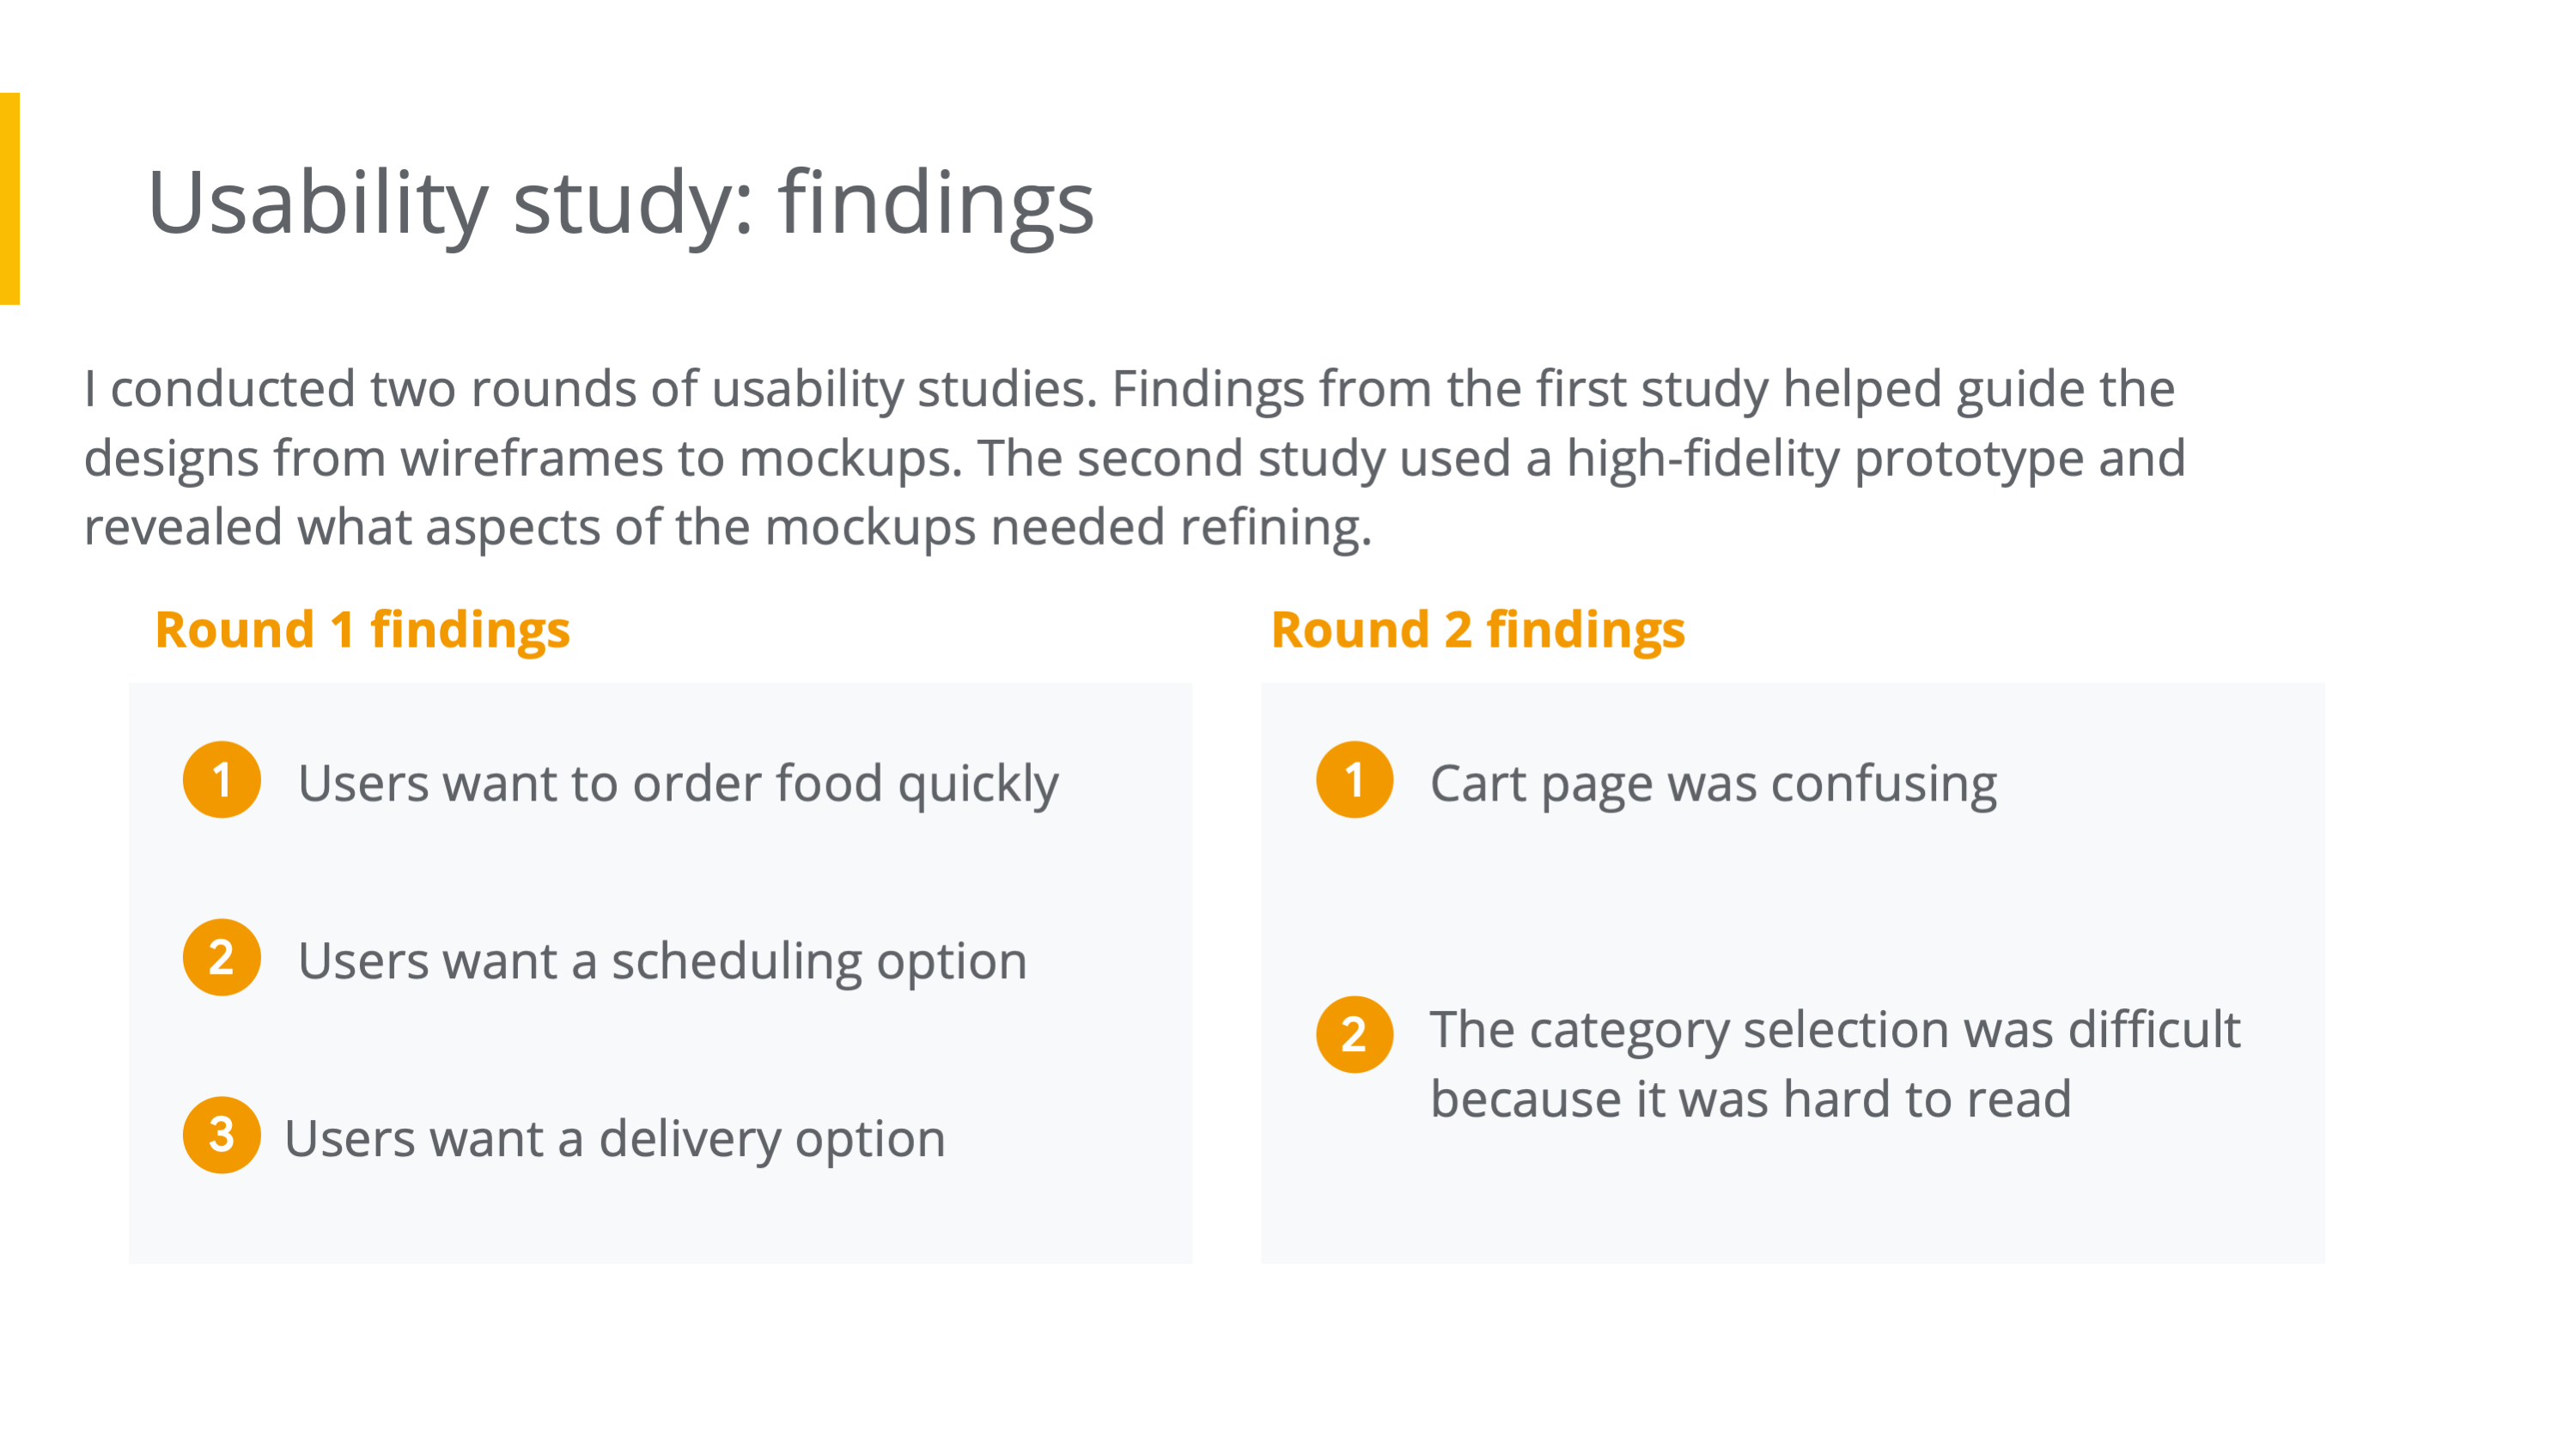 Usability study: findings
I conducted two rounds of usability studies. Findings from the first study helped guide the
designs from wireframes to mockups. The second study used a high-fidelity prototype and
revealed what aspects of the mockups needed refining.
Round 1 findings
1 Users want to order food quickly
2 Users want a scheduling option
3 Users want a delivery option
Round 2 findings
1 Cart page was confusing
2 The category selection was difficult
because it was hard to read